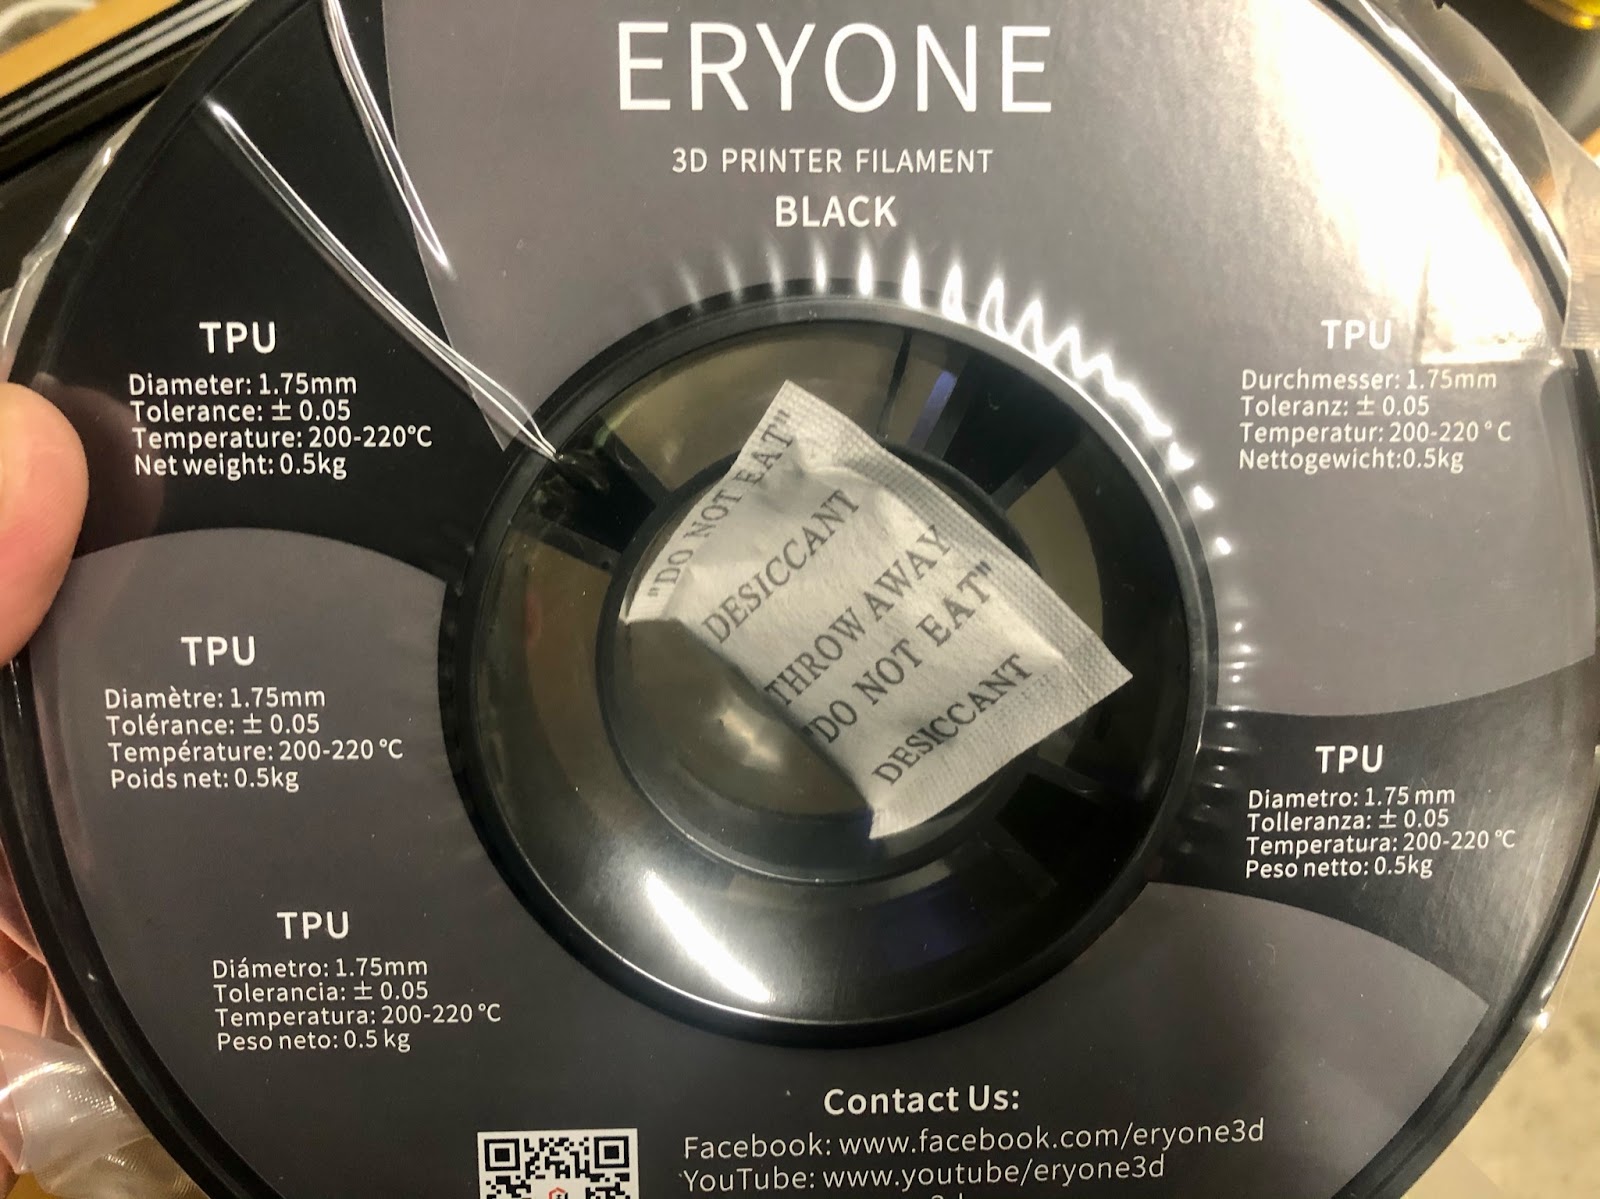 ERYONE
3D PRINTER FILAMENT
BLACK
TPU
Diameter: 1.75mm
Tolerance: ± 0.05
Temperature: 200-220°C
Net weight: 0.5kg
TPU
Durchmesser: 1.75mm
Toleranz: ± 0.05
Temperatur: 200-220°C
Nettogewicht:0.5kg
"DO NOT EAT"
DESICCANT
THROW AWAY
"DO NOT EAT"
DESICCANT
TPU
Diamètre: 1.75mm
Tolérance: ± 0.05
Température: 200-220°C
Poids net: 0.5kg
TPU
Diametro: 1.75 mm
Tolleranza: ± 0.05
Temperatura: 200-220°C
Peso netto: 0.5kg
TPU
Diámetro: 1.75mm
Tolerancia: ± 0.05
Temperatura: 200-220°C
Peso neto: 0.5 kg
Contact Us:
Facebook: www.facebook.com/eryone3d
YouTube: www.youtube/eryone3d